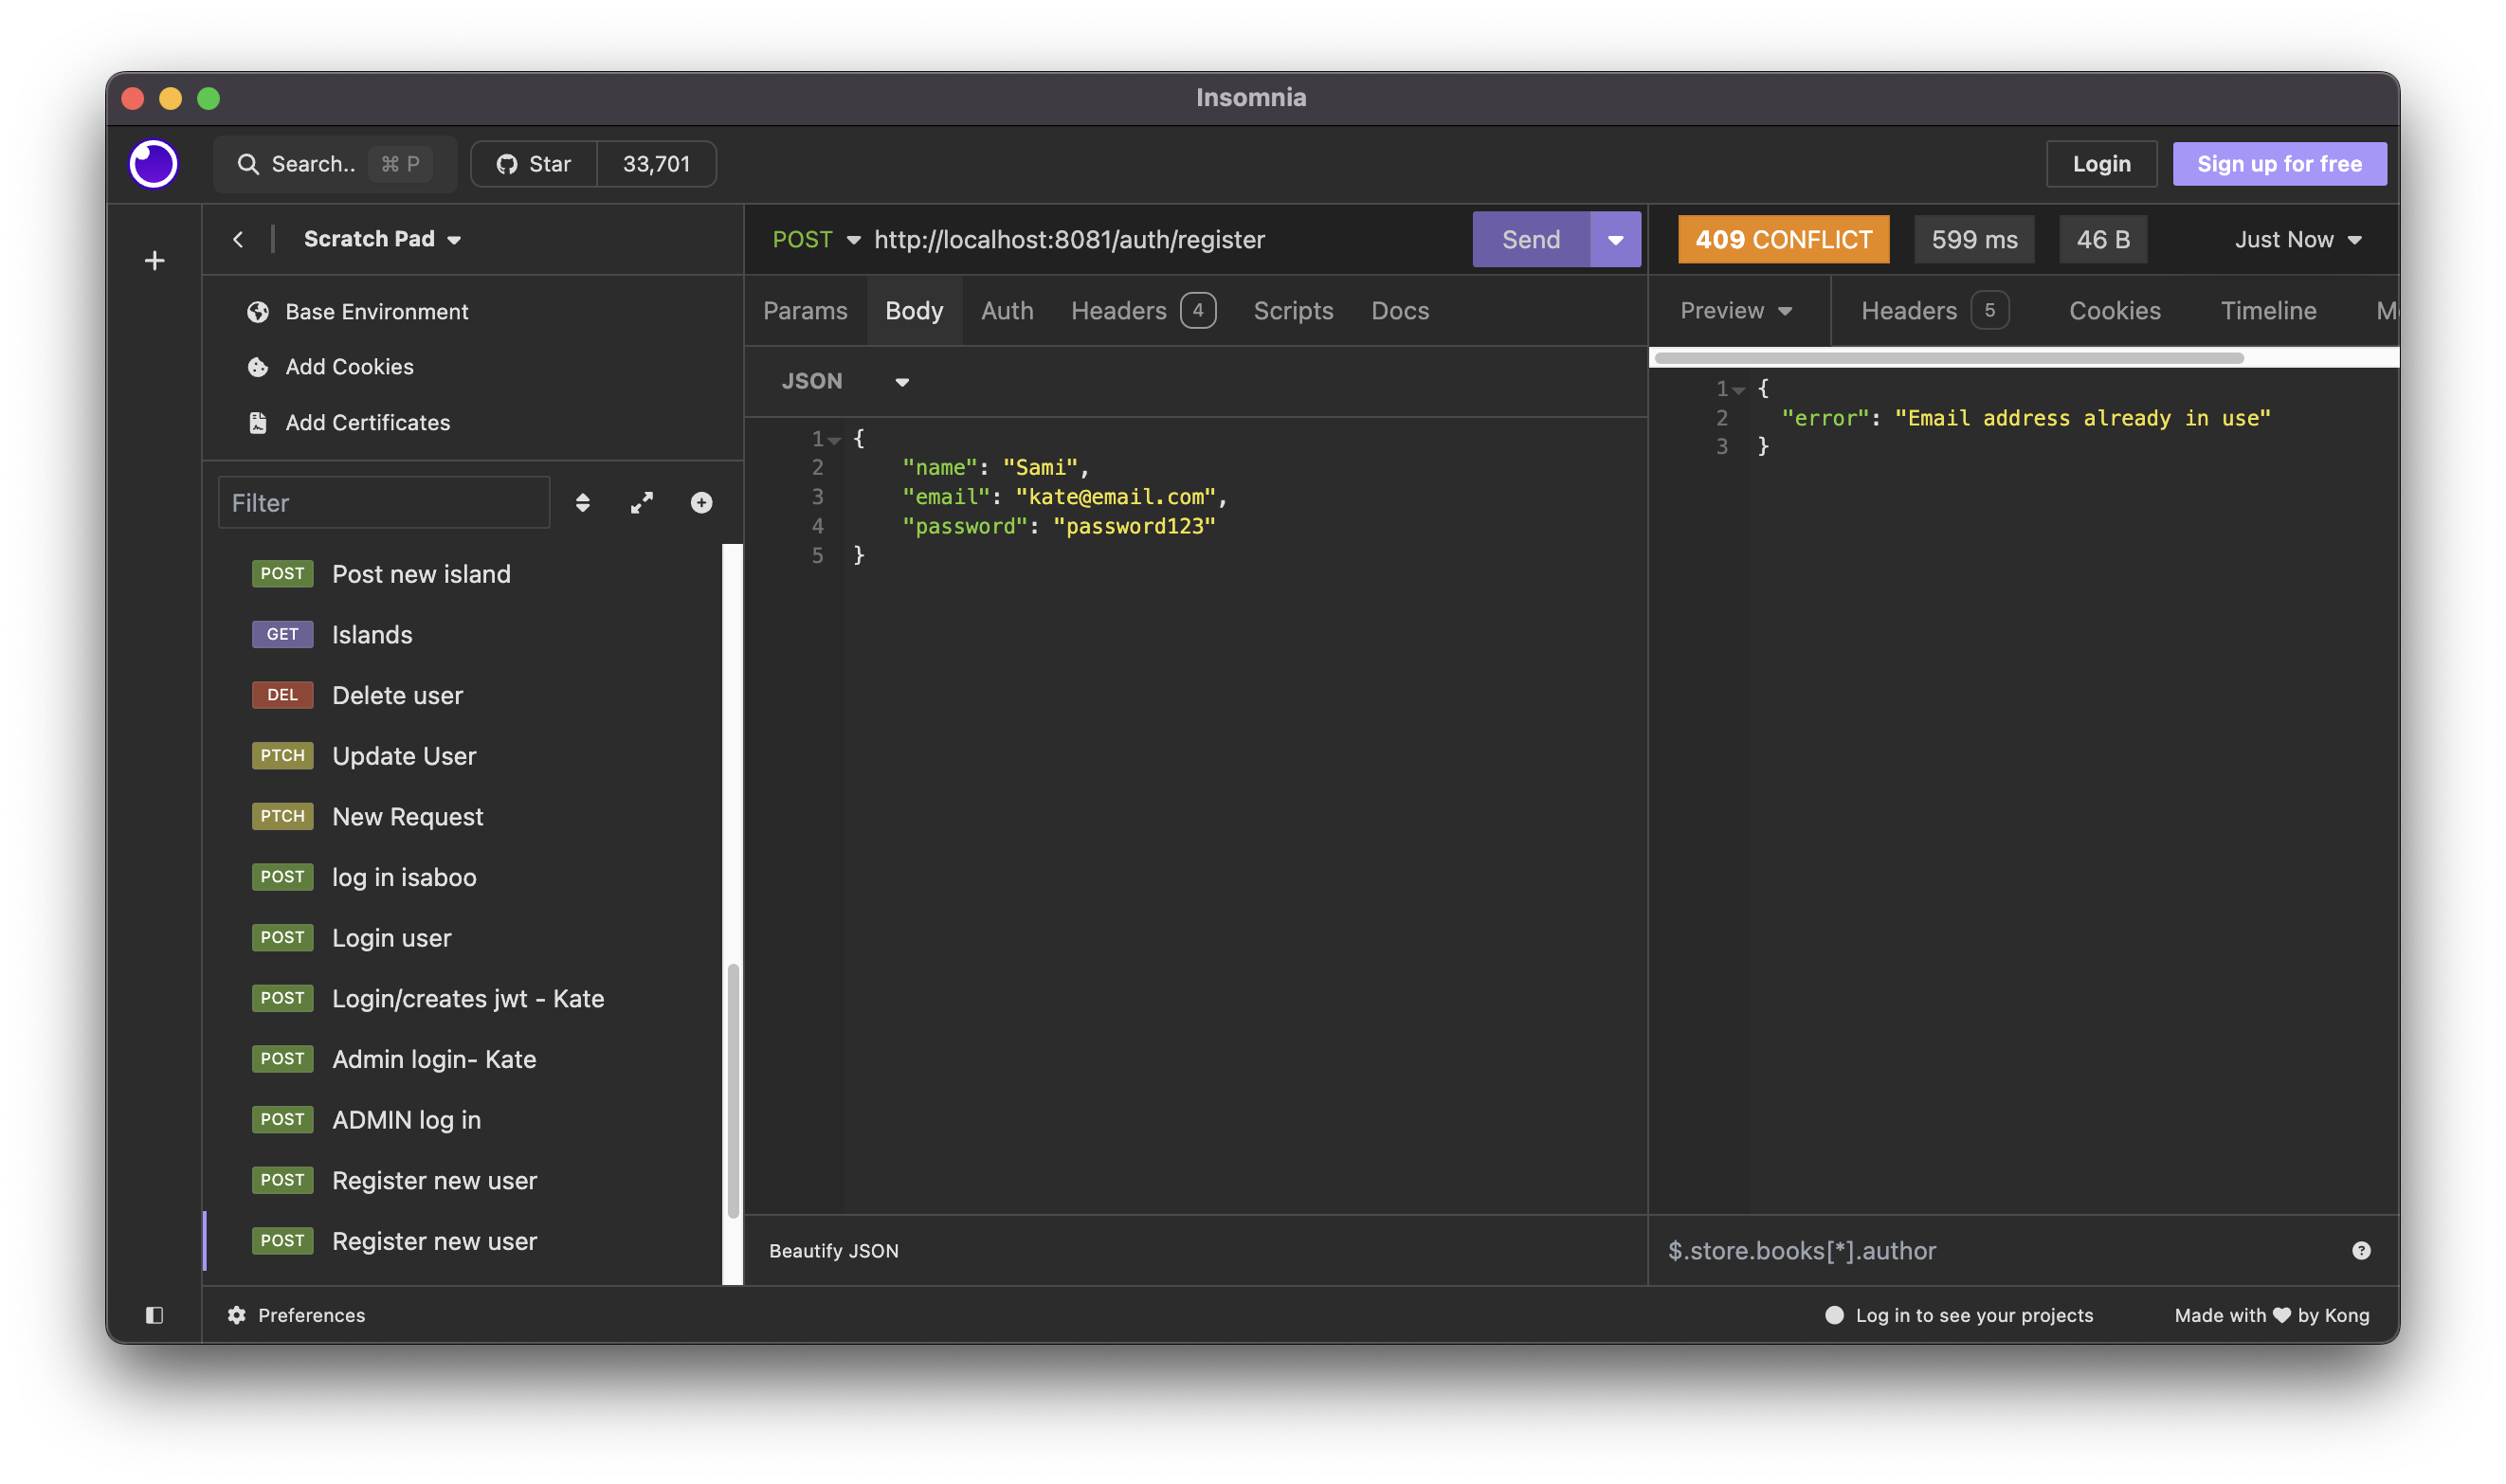 Insomnia
Search.. ⌘ P
Star 33,701
Login
Sign up for free
Scratch Pad
Base Environment
Add Cookies
Add Certificates
Filter
POST Post new island
GET Islands
DEL Delete user
PTCH Update User
PTCH New Request
POST log in isaboo
POST Login user
POST Login/creates jwt - Kate
POST Admin login- Kate
POST ADMIN log in
POST Register new user
POST Register new user
Preferences
POST http://localhost:8081/auth/register
Send
Params Body Auth Headers 4 Scripts Docs
JSON
1 {
2 "name": "Sami",
3 "email": "kate@email.com",
4 "password": "password123"
5 }
Beautify JSON
409 CONFLICT 599 ms 46 B Just Now
Preview Headers 5 Cookies Timeline
1 {
2 "error": "Email address already in use"
3 }
$.store.books[*].author
Log in to see your projects
Made with ♥ by Kong